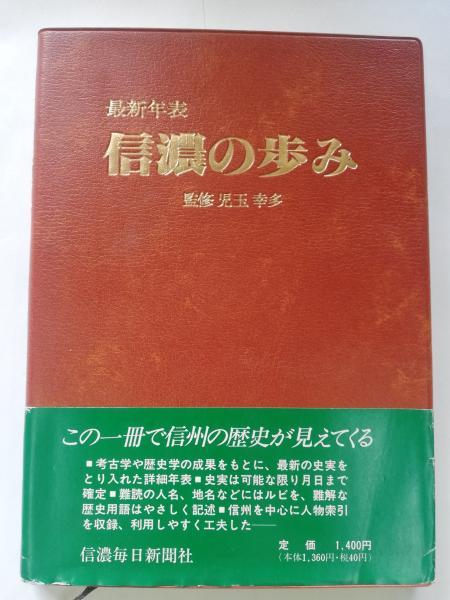 最新年表
信濃の歩み
監修 児玉幸多
この一冊で信州の歴史が見えてくる
■考古学や歴史学の成果をもとに、最新の史実を
とり入れた詳細年表■史実は可能な限り月日まで
確定■難読の人名、地名などにはルビを、難解な
歴史用語はやさしく記述■信州を中心に人物索引
を収録、利用しやすく工夫した――
信濃毎日新聞社
定 価 1,400円
(本体1,360円・税40円)